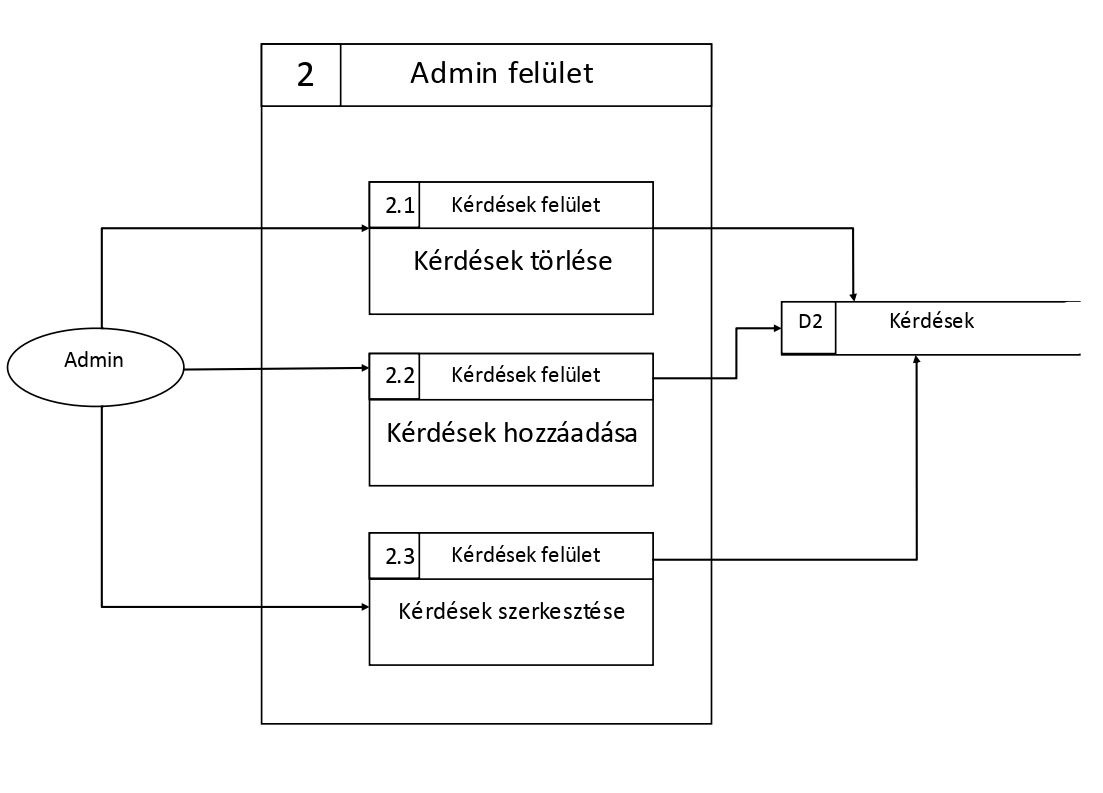 2 Admin felület
2.1 Kérdések felület
Kérdések törlése
Admin
2.2 Kérdések felület
Kérdések hozzáadása
D2 Kérdések
2.3 Kérdések felület
Kérdések szerkesztése